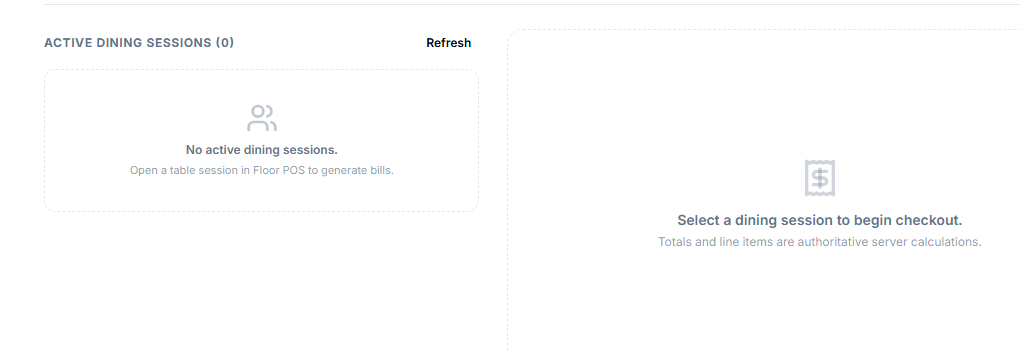 ACTIVE DINING SESSIONS (0)
Refresh
No active dining sessions.
Open a table session in Floor POS to generate bills.
$
Select a dining session to begin checkout.
Totals and line items are authoritative server calculations.